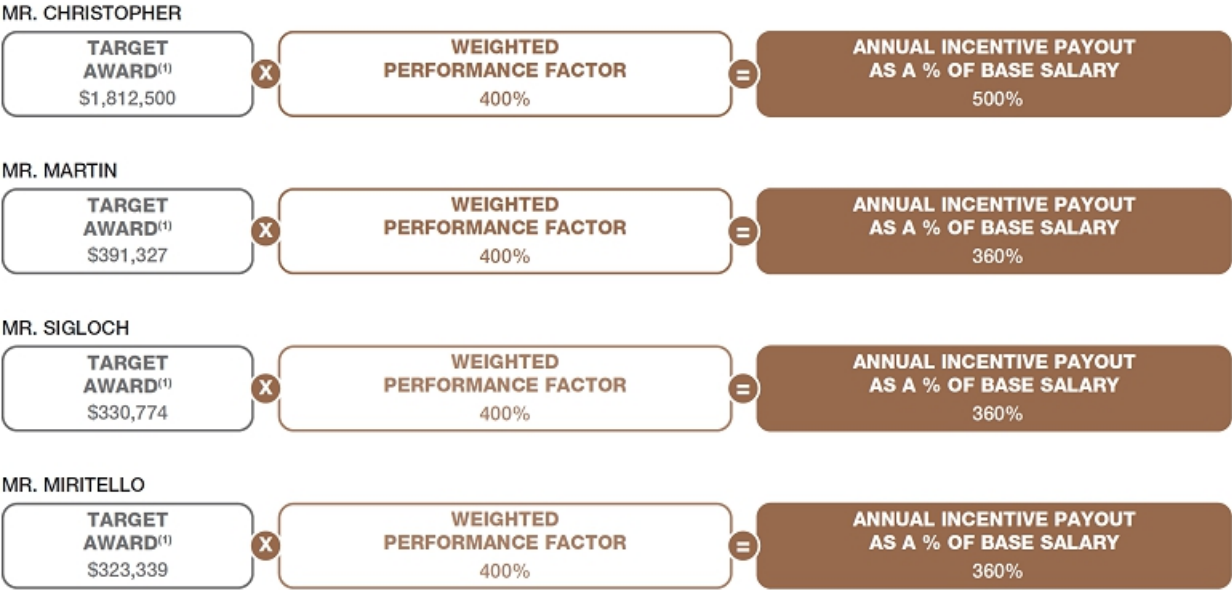 MR. CHRISTOPHER
TARGET
AWARD(1)
$1,812,500
X
WEIGHTED
PERFORMANCE FACTOR
400%
=
ANNUAL INCENTIVE PAYOUT
AS A % OF BASE SALARY
500%
MR. MARTIN
TARGET
AWARD(1)
$391,327
X
WEIGHTED
PERFORMANCE FACTOR
400%
=
ANNUAL INCENTIVE PAYOUT
AS A % OF BASE SALARY
360%
MR. SIGLOCH
TARGET
AWARD(1)
$330,774
X
WEIGHTED
PERFORMANCE FACTOR
400%
=
ANNUAL INCENTIVE PAYOUT
AS A % OF BASE SALARY
360%
MR. MIRITELLO
TARGET
AWARD(1)
$323,339
X
WEIGHTED
PERFORMANCE FACTOR
400%
=
ANNUAL INCENTIVE PAYOUT
AS A % OF BASE SALARY
360%